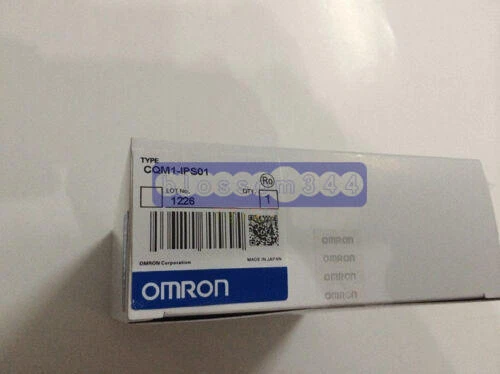 TYPE
CQM1-IPS01
blossom344
LOT No.
QTY.
Ro
1226
1
OMRON Corporation
MADE IN JAPAN
OMRON
OMRON
OMRON
OMRON
OMRON